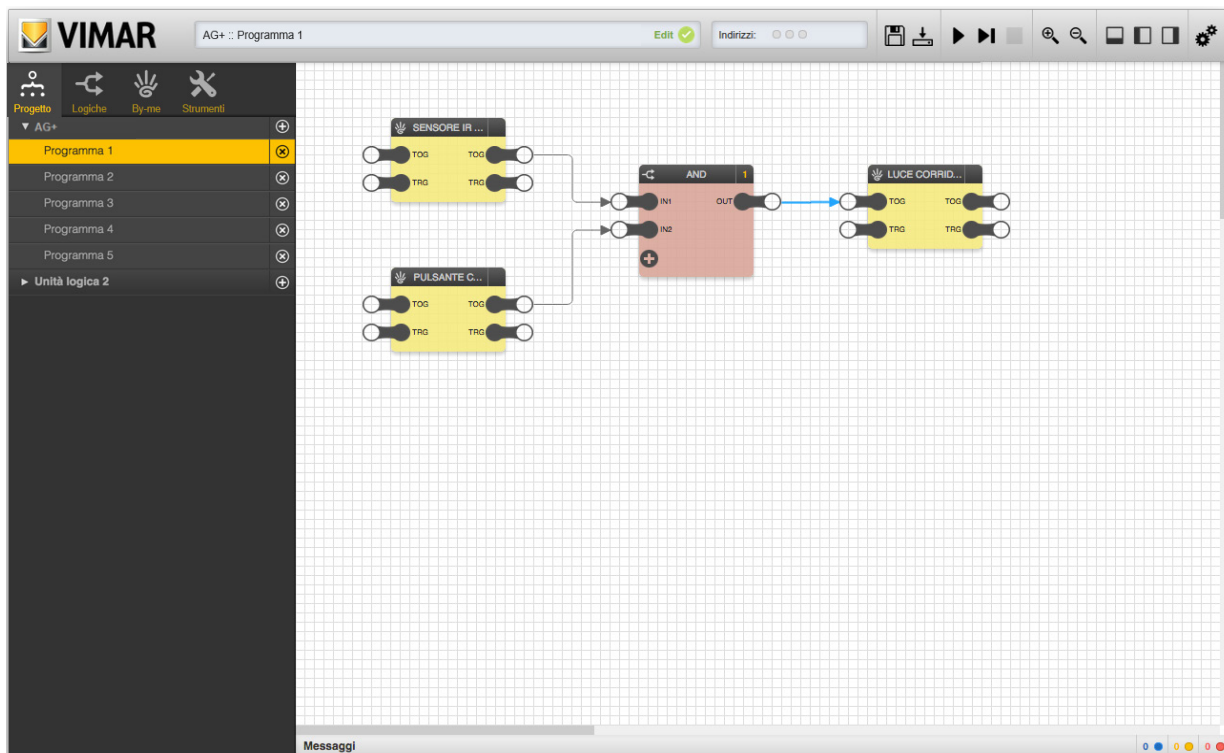 VIMAR
AG+ :: Programma 1
Edit
Indirizzi:
Progetto
Logiche
By-me
Strumenti
▼ AG+
Programma 1
Programma 2
Programma 3
Programma 4
Programma 5
► Unità logica 2
SENSORE IR ...
TOG TOG
TRG TRG
PULSANTE C...
TOG TOG
TRG TRG
AND 1
IN1 OUT
IN2
LUCE CORRID...
TOG TOG
TRG TRG
Messaggi
0 0 0